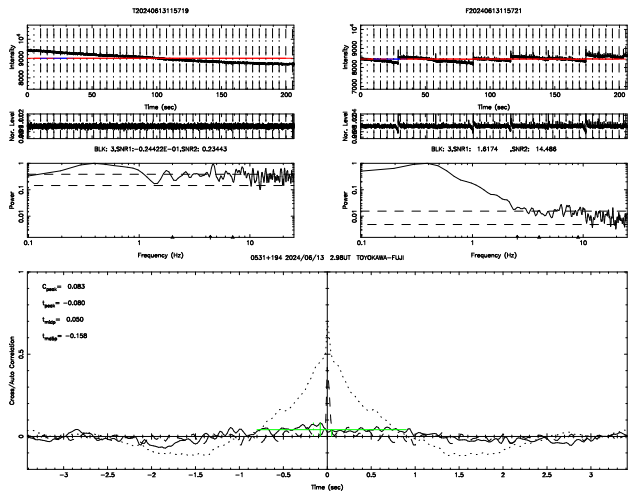 T20240613115719
F20240613115721
Intensity
8000 9000 10⁴
0 50 100 150 200
Time (sec)
Intensity
7000 8000 9000 10⁴
0 50 100 150 200
Time (sec)
Nor. Level
Nor. Level
BLK: 3,SNR1:-0.24422E-01,SNR2: 0.23443
BLK: 3,SNR1: 1.6174 ,SNR2: 14.486
Power
1
0.1
0.01
0.1 1 10
Frequency (Hz)
Power
1
0.1
0.01
0.1 1 10
Frequency (Hz)
0531+194 2024/06/13 2.98UT TOYOKAWA-FUJI
C_peak= 0.083
t_peak= -0.080
t_midp= 0.050
Cross/Auto Correlation
1
0.5
0
-3 -2.5 -2 -1.5 -1 -0.5 0 0.5 1 1.5 2 2.5 3
Time (sec)